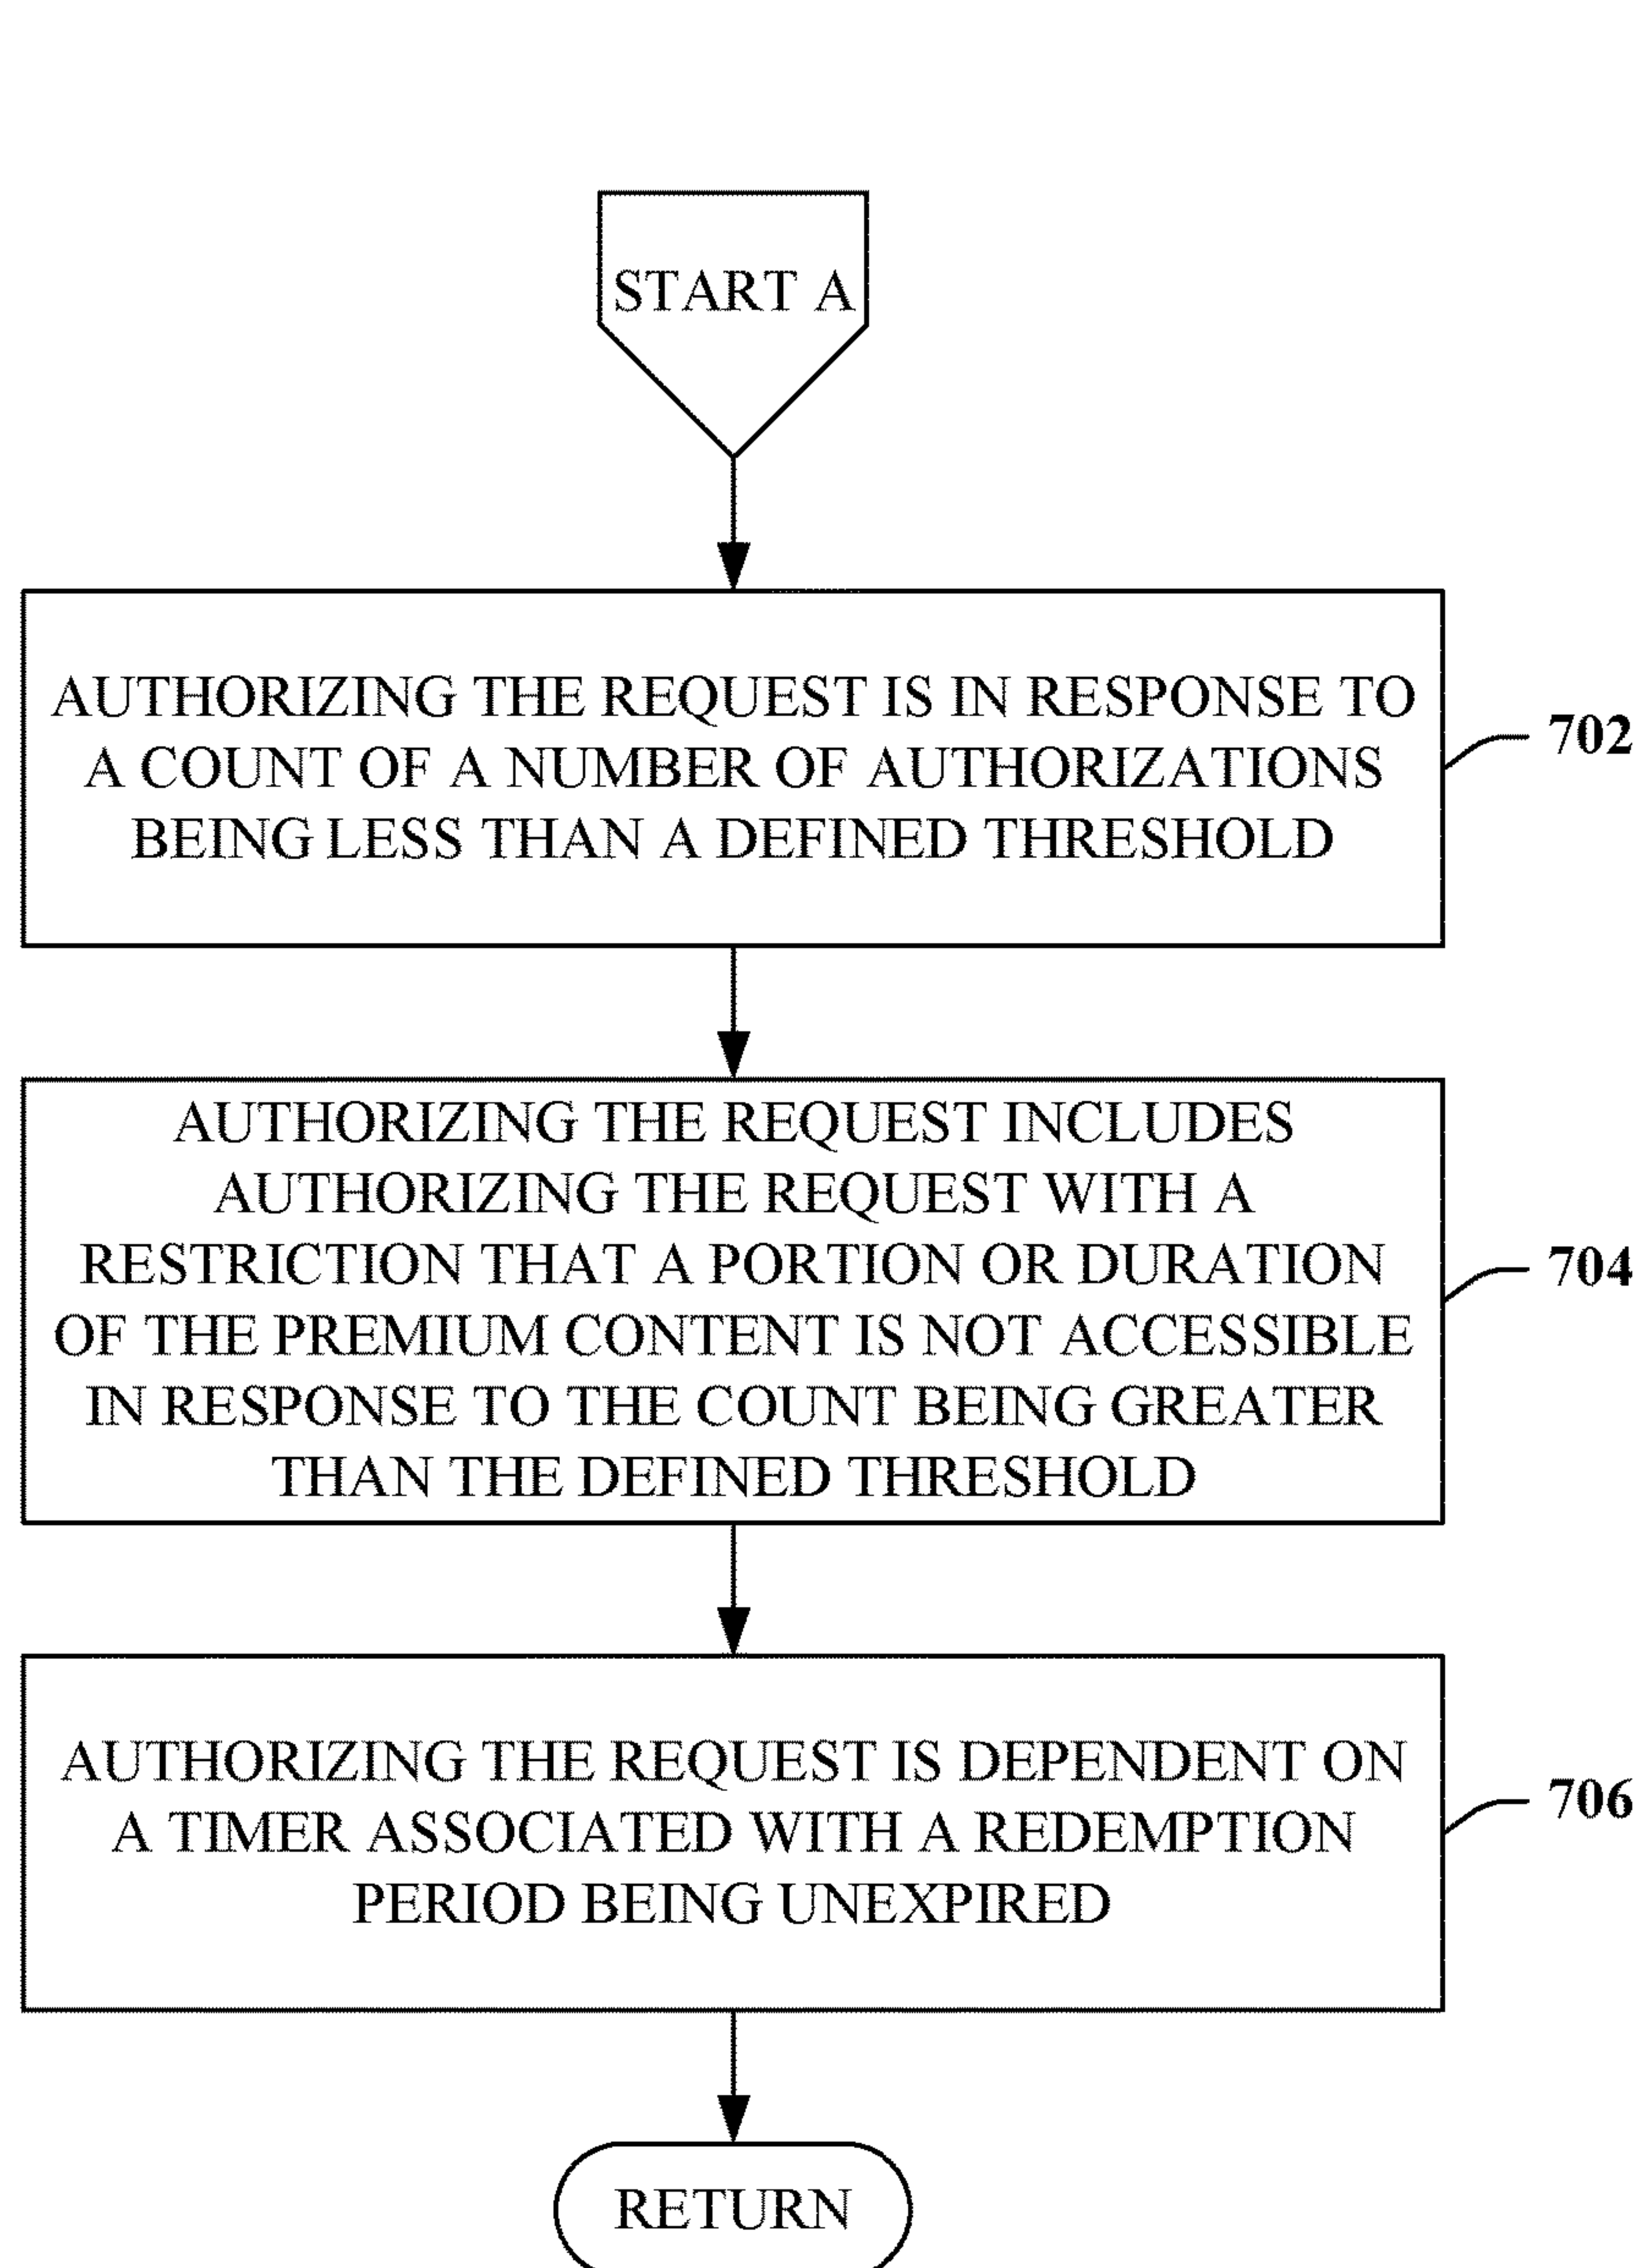 START A
AUTHORIZING THE REQUEST IS IN RESPONSE TO
A COUNT OF A NUMBER OF AUTHORIZATIONS
BEING LESS THAN A DEFINED THRESHOLD
702
AUTHORIZING THE REQUEST INCLUDES
AUTHORIZING THE REQUEST WITH A
RESTRICTION THAT A PORTION OR DURATION
OF THE PREMIUM CONTENT IS NOT ACCESSIBLE
IN RESPONSE TO THE COUNT BEING GREATER
THAN THE DEFINED THRESHOLD
704
AUTHORIZING THE REQUEST IS DEPENDENT ON
A TIMER ASSOCIATED WITH A REDEMPTION
PERIOD BEING UNEXPIRED
706
RETURN